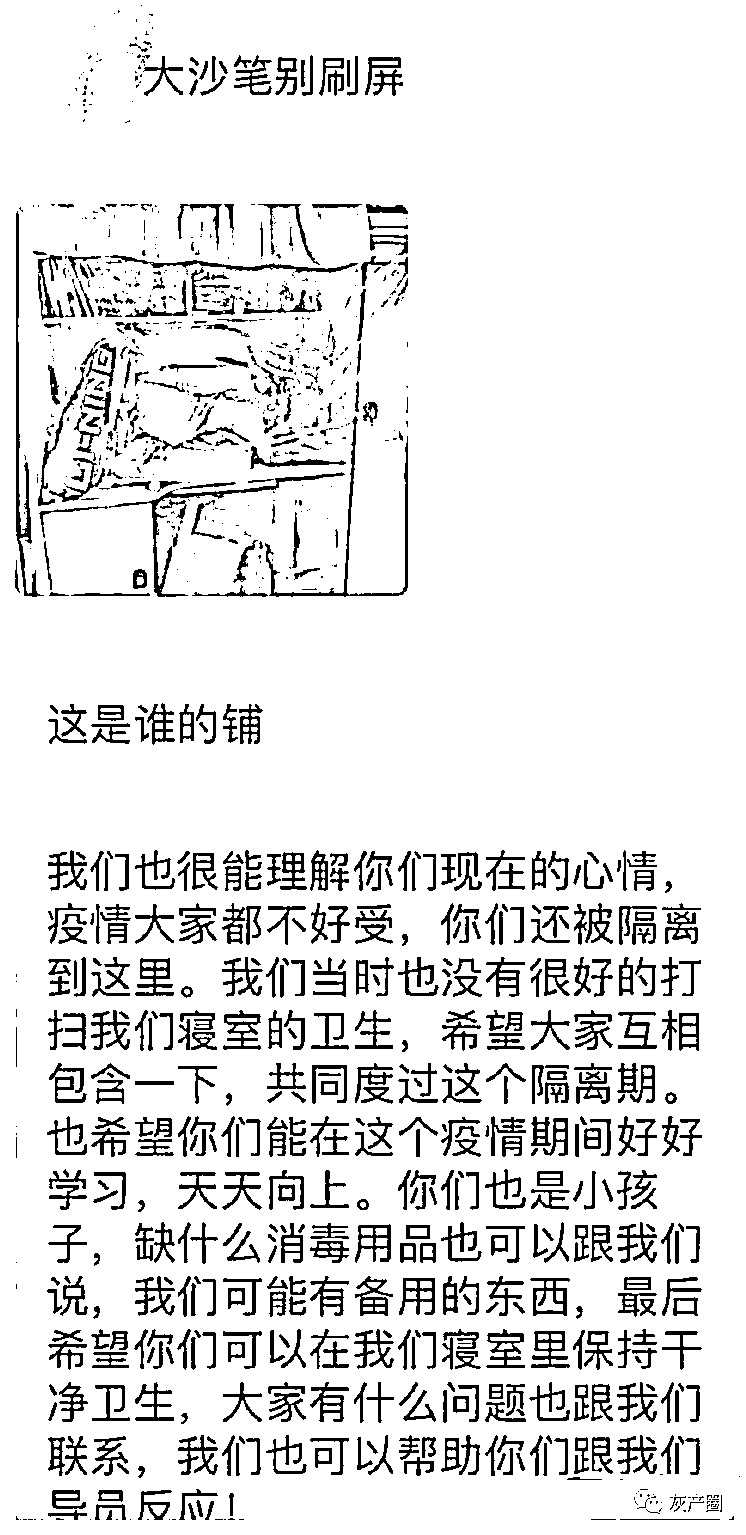 大沙笔别刷屏
LI-NING
这是谁的铺
我们也很能理解你们现在的心情，
疫情大家都不好受，你们还被隔离
到这里。我们当时也没有很好的打
扫我们寝室的卫生，希望大家互相
包含一下，共同度过这个隔离期。
也希望你们能在这个疫情期间好好
学习，天天向上。你们也是小孩
子，缺什么消毒用品也可以跟我们
说，我们可能有备用的东西，最后
希望你们可以在我们寝室里保持干
净卫生，大家有什么问题也跟我们
联系，我们也可以帮助你们跟我们
导员反应！
灰产圈